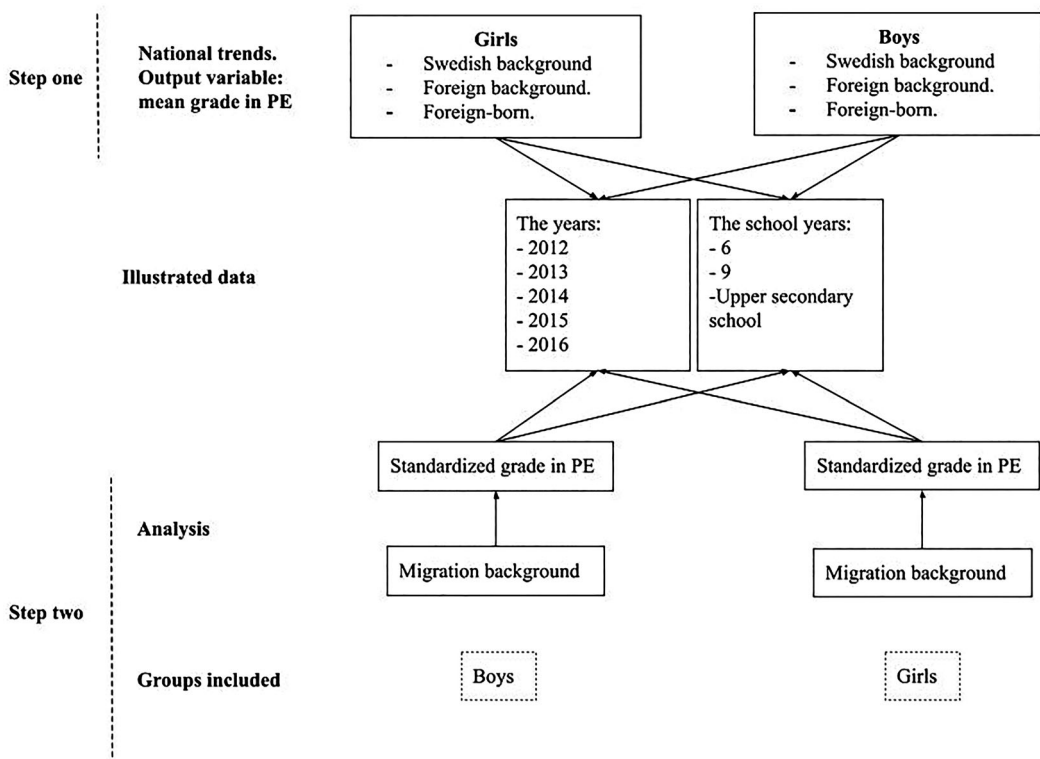 Step one
National trends.
Output variable:
mean grade in PE
Girls
- Swedish background
- Foreign background.
- Foreign-born.
Boys
- Swedish background
- Foreign background.
- Foreign-born.
Illustrated data
The years:
- 2012
- 2013
- 2014
- 2015
- 2016
The school years:
- 6
- 9
-Upper secondary
school
Standardized grade in PE
Standardized grade in PE
Analysis
Migration background
Migration background
Step two
Groups included
Boys
Girls